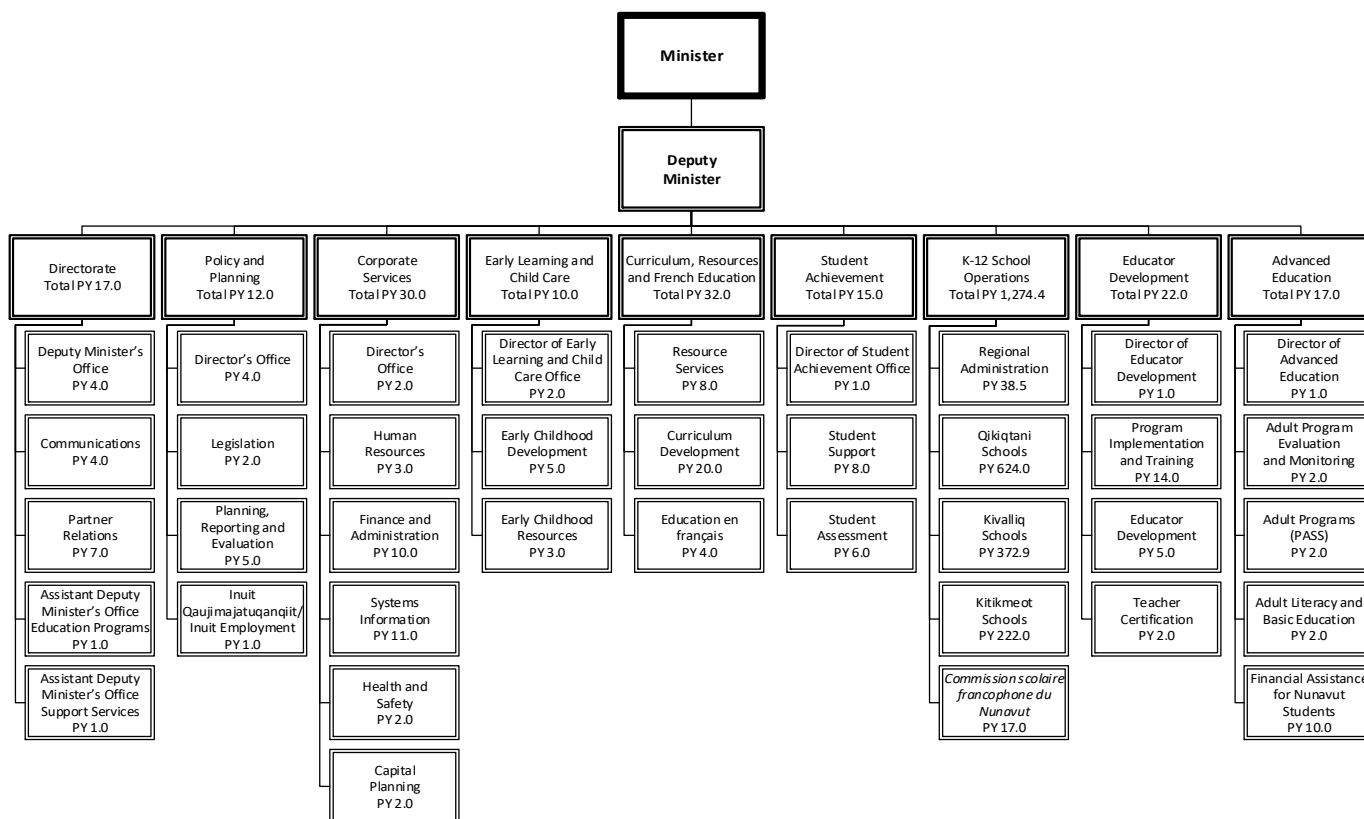 Minister
Deputy
Minister
Directorate
Total PY 17.0
Policy and
Planning
Total PY 12.0
Corporate
Services
Total PY 30.0
Early Learning and
Child Care
Total PY 10.0
Curriculum, Resources
and French Education
Total PY 32.0
Student
Achievement
Total PY 15.0
K-12 School
Operations
Total PY 1,274.4
Educator
Development
Total PY 22.0
Advanced
Education
Total PY 17.0
Deputy Minister's
Office
PY 4.0
Communications
PY 4.0
Partner
Relations
PY 7.0
Assistant Deputy
Minister's Office
Education Programs
PY 1.0
Assistant Deputy
Minister's Office
Support Services
PY 1.0
Director's Office
PY 4.0
Legislation
PY 2.0
Planning,
Reporting and
Evaluation
PY 5.0
Inuit
Qaujimajatuqanqiit/
Inuit Employment
PY 1.0
Director's
Office
PY 2.0
Human
Resources
PY 3.0
Finance and
Administration
PY 10.0
Systems
Information
PY 11.0
Health and
Safety
PY 2.0
Capital
Planning
PY 2.0
Director of Early
Learning and Child
Care Office
PY 2.0
Early Childhood
Development
PY 5.0
Early Childhood
Resources
PY 3.0
Resource
Services
PY 8.0
Curriculum
Development
PY 20.0
Éducation en
français
PY 4.0
Director of Student
Achievement Office
PY 1.0
Student
Support
PY 8.0
Student
Assessment
PY 6.0
Regional
Administration
PY 38.5
Qikiqtani
Schools
PY 624.0
Kivalliq
Schools
PY 372.9
Kitikmeot
Schools
PY 222.0
Commission scolaire
francophone du
Nunavut
PY 17.0
Director of
Educator
Development
PY 1.0
Program
Implementation
and Training
PY 14.0
Educator
Development
PY 5.0
Teacher
Certification
PY 2.0
Director of
Advanced
Education
PY 1.0
Adult Program
Evaluation
and Monitoring
PY 2.0
Adult Programs
(PASS)
PY 2.0
Adult Literacy and
Basic Education
PY 2.0
Financial Assistance
for Nunavut
Students
PY 10.0